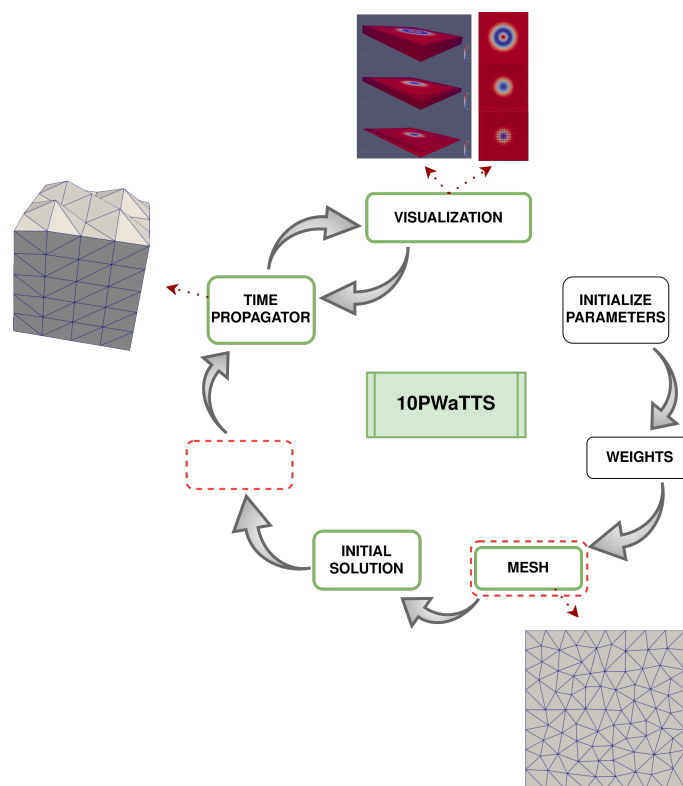 VISUALIZATION
TIME
PROPAGATOR
INITIALIZE
PARAMETERS
10PWaTTS
WEIGHTS
INITIAL
SOLUTION
MESH